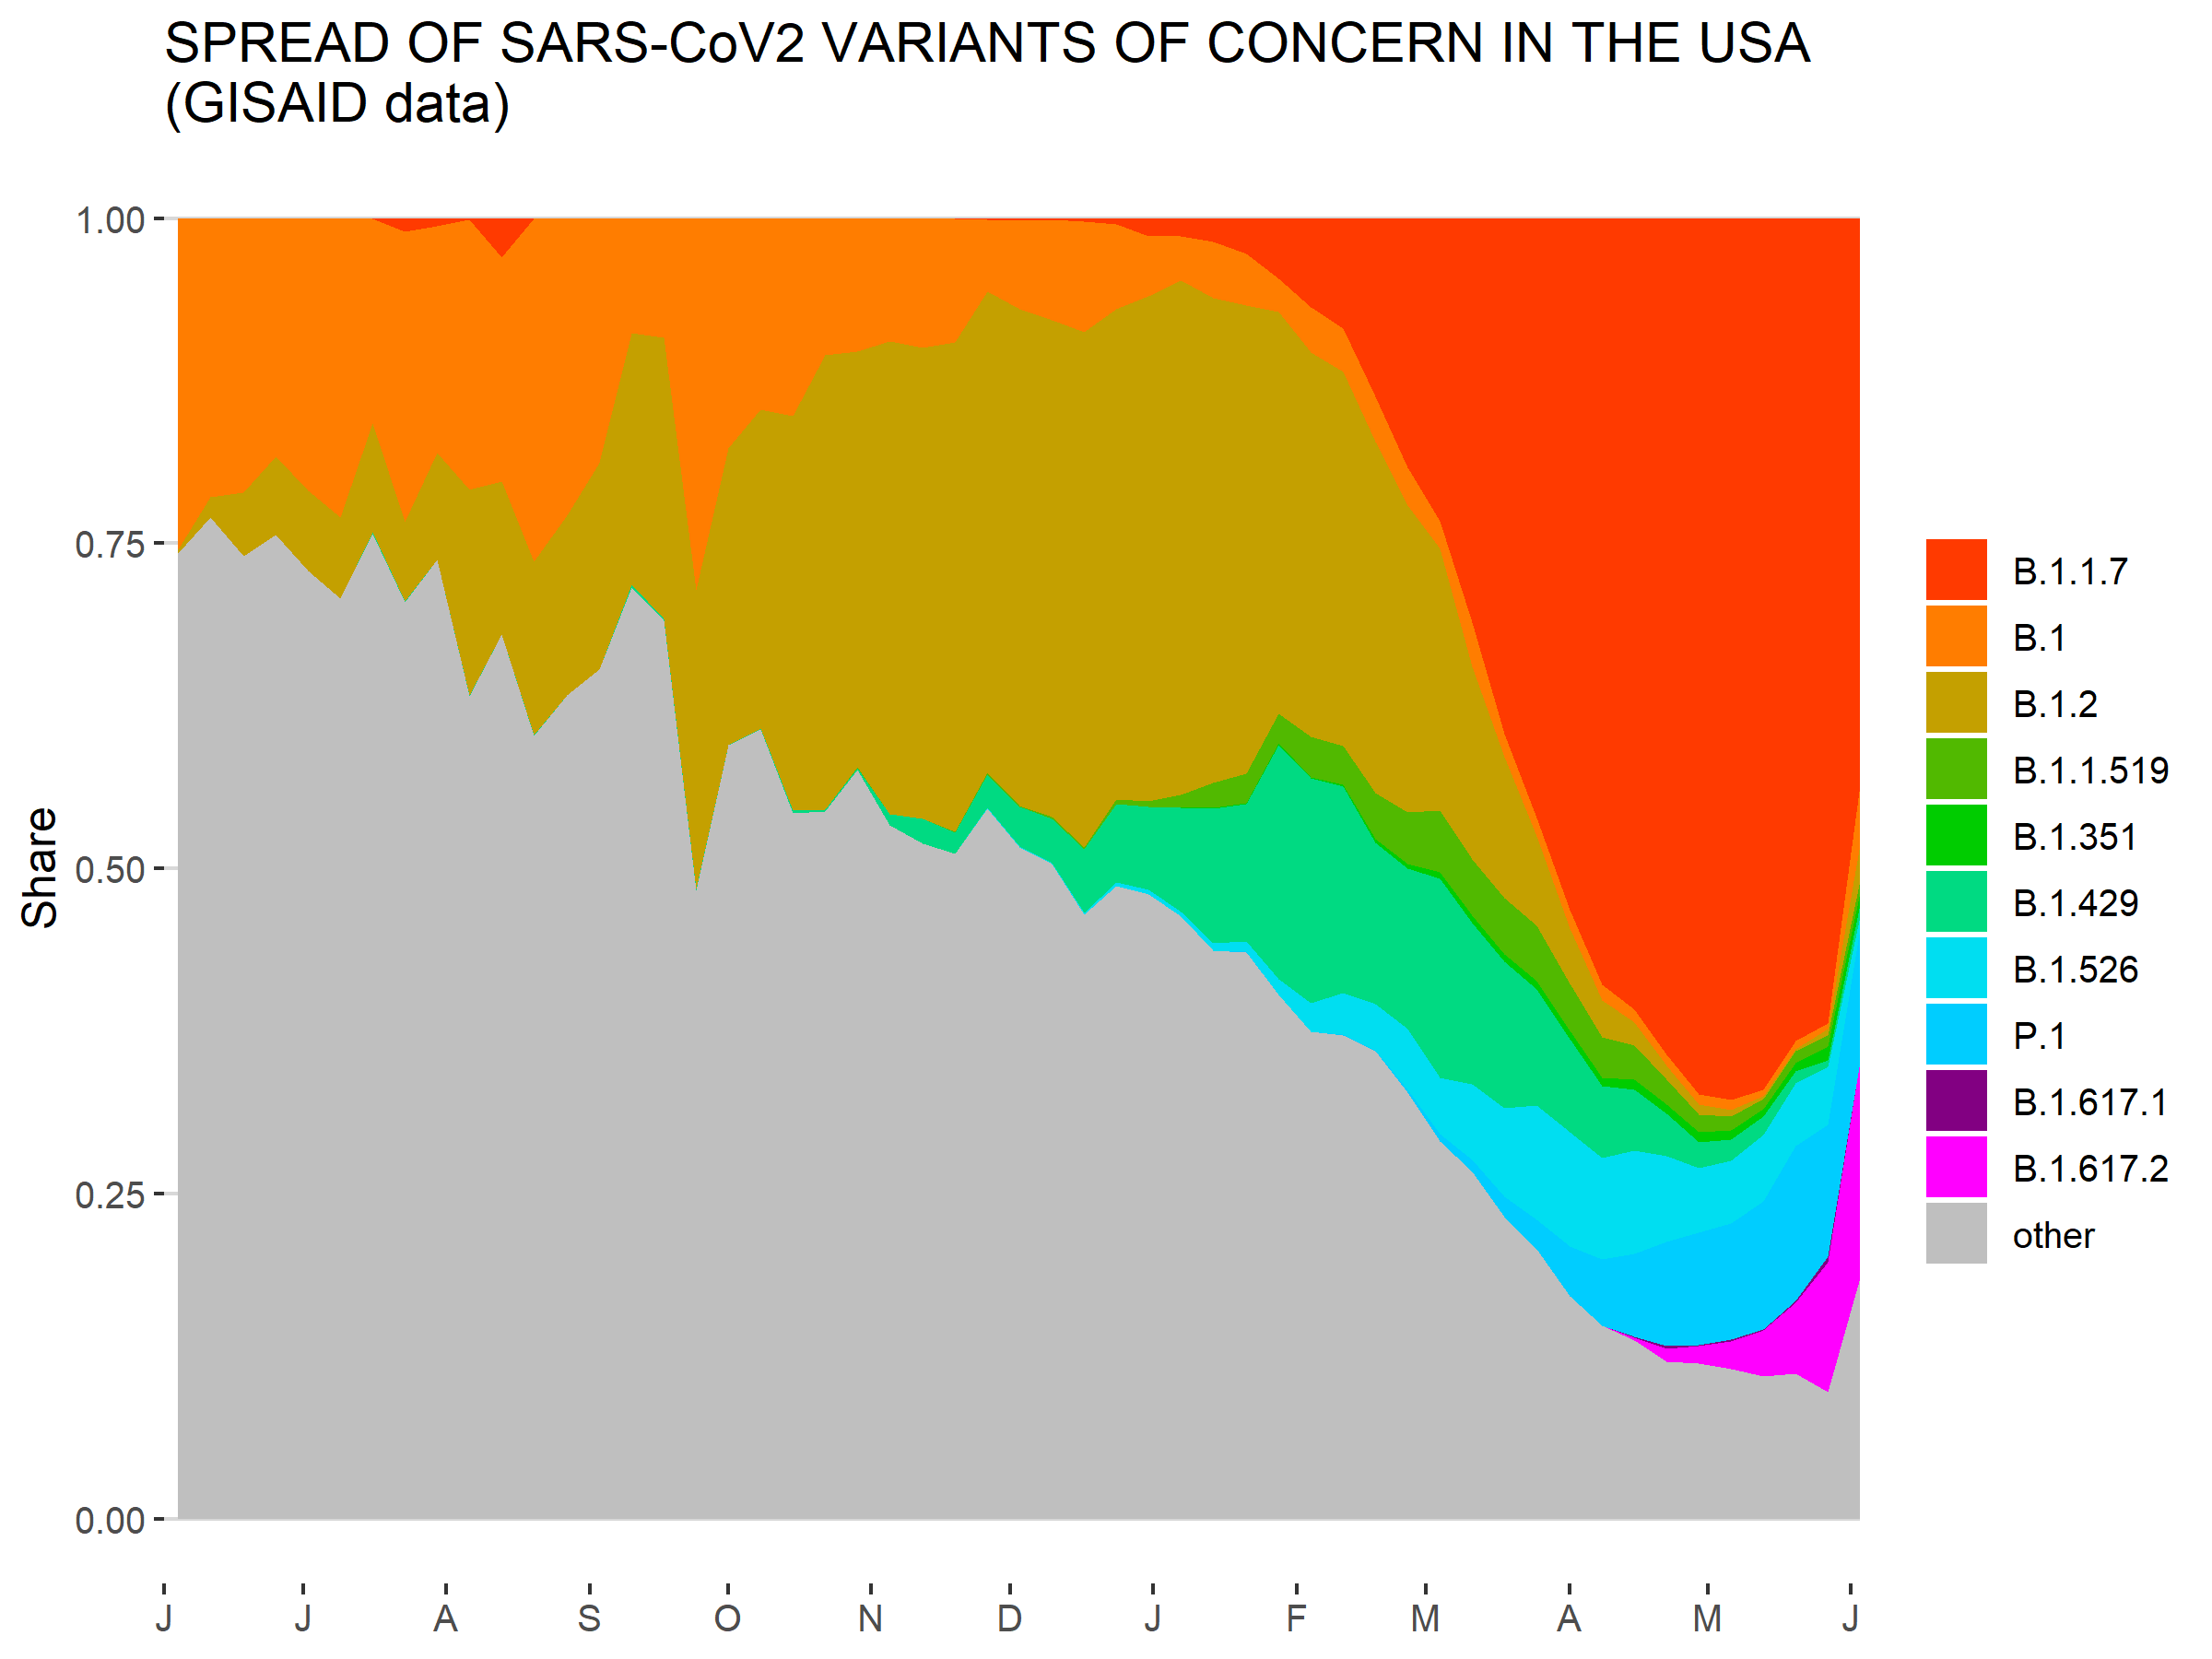 SPREAD OF SARS-CoV2 VARIANTS OF CONCERN IN THE USA
(GISAID data)
1.00
0.75
0.50
0.25
0.00
Share
J J A S O N D J F M A M J
B.1.1.7
B.1
B.1.2
B.1.1.519
B.1.351
B.1.429
B.1.526
P.1
B.1.617.1
B.1.617.2
other